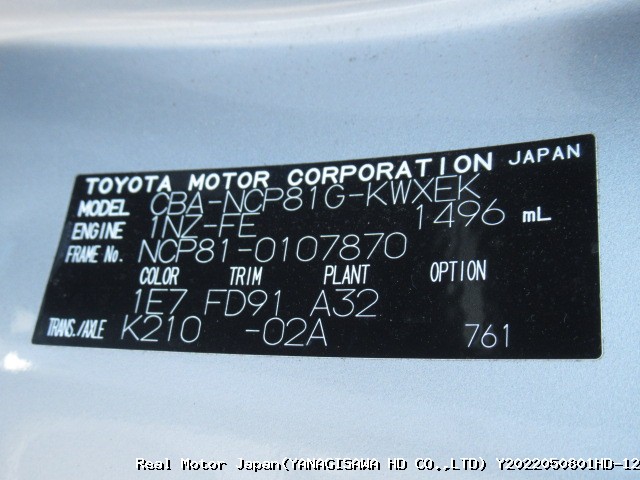 TOYOTA MOTOR CORPORATION JAPAN
MODEL CBA-NCP81G-KWXEK
ENGINE 1NZ-FE 1496 mL
FRAME No. NCP81-0107870
COLOR TRIM PLANT OPTION
1E7 FD91 A32
TRANS./AXLE K210 -02A 761
Real Motor Japan(YANAGISAWA HD CO.,LTD) Y2022050801HD-12